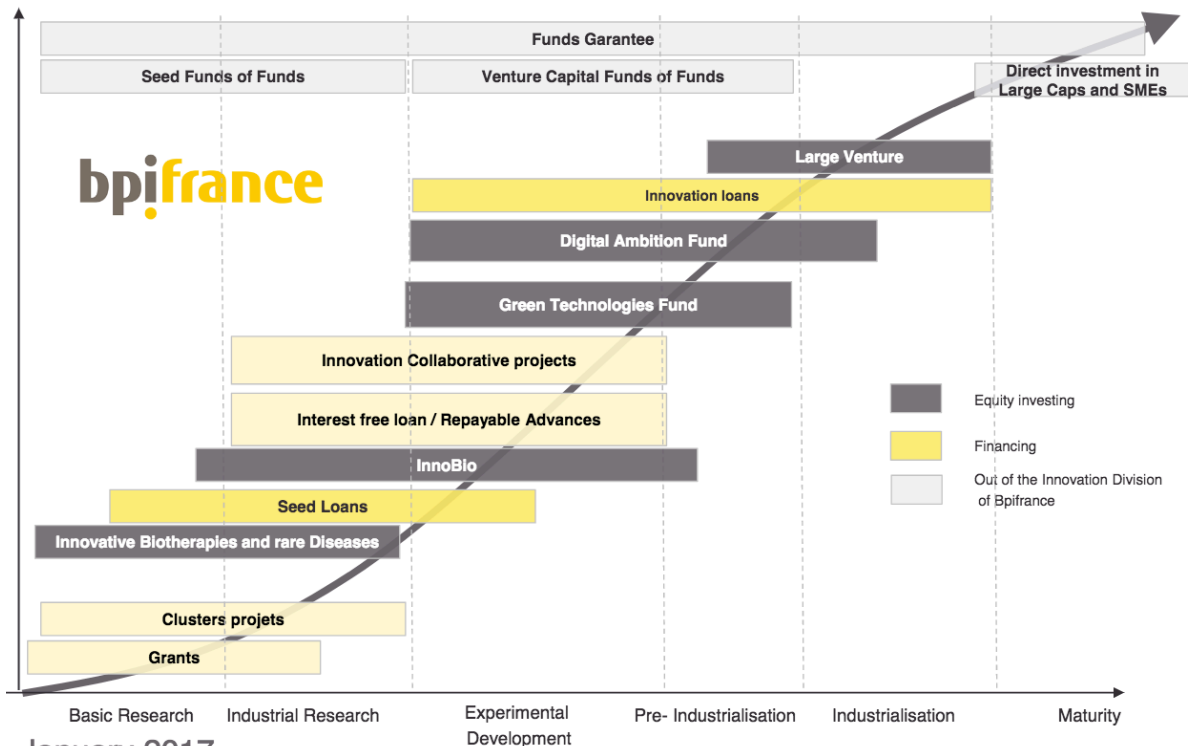 Funds Garantee
Seed Funds of Funds
Venture Capital Funds of Funds
Direct investment in
Large Caps and SMEs
bpifrance
Large Venture
Innovation loans
Digital Ambition Fund
Green Technologies Fund
Innovation Collaborative projects
Interest free loan / Repayable Advances
InnoBio
Seed Loans
Innovative Biotherapies and rare Diseases
Clusters projets
Grants
Equity investing
Financing
Out of the Innovation Division
of Bpifrance
Basic Research
Industrial Research
Experimental
Development
Pre- Industrialisation
Industrialisation
Maturity
January 2017